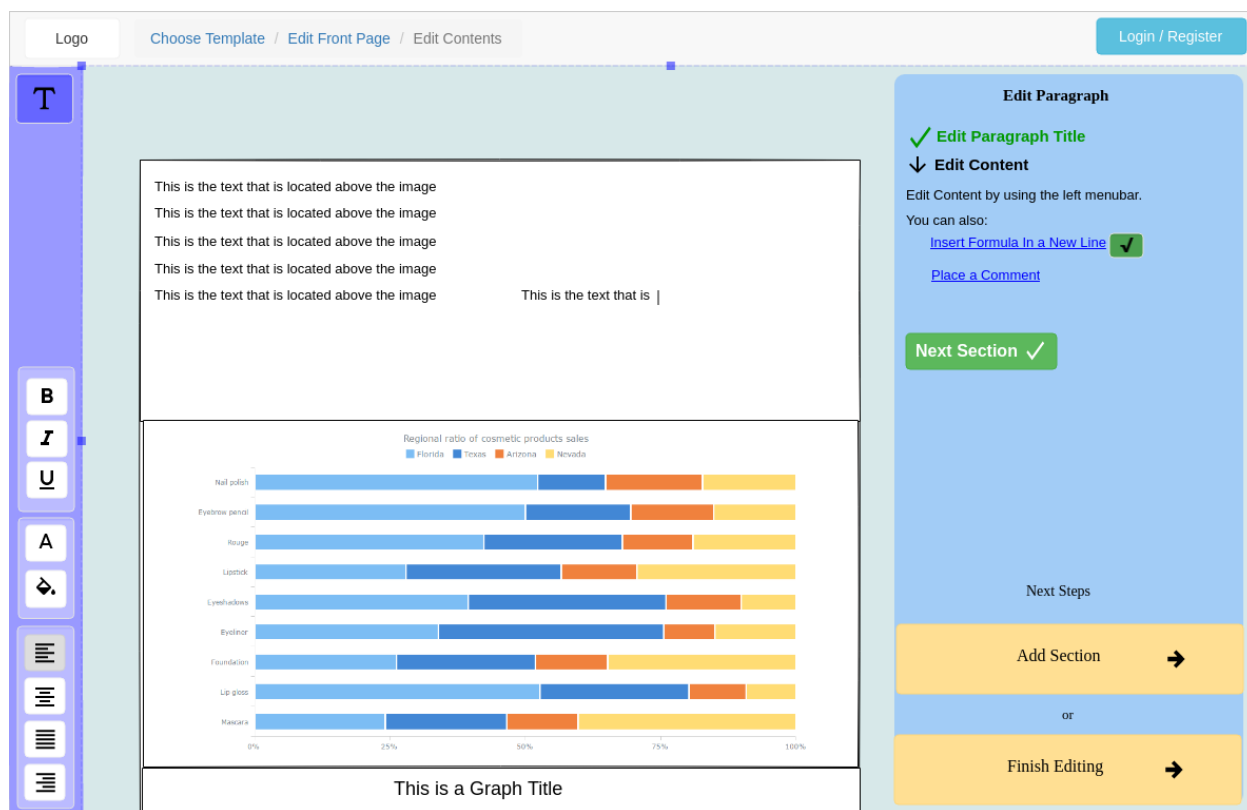 Logo
Choose Template / Edit Front Page / Edit Contents
Login / Register
T
B
I
U
A
This is the text that is located above the image
This is the text that is located above the image
This is the text that is located above the image
This is the text that is located above the image
This is the text that is located above the image
This is the text that is
Regional ratio of cosmetic products sales
Florida Texas Arizona Nevada
Nail polish
Eyebrow pencil
Rouge
Lipstick
Eyeshadows
Eyeliner
Foundation
Lip gloss
Mascara
0% 25% 50% 75% 100%
This is a Graph Title
Edit Paragraph
Edit Paragraph Title
Edit Content
Edit Content by using the left menubar.
You can also:
Insert Formula In a New Line
Place a Comment
Next Section
Next Steps
Add Section
or
Finish Editing